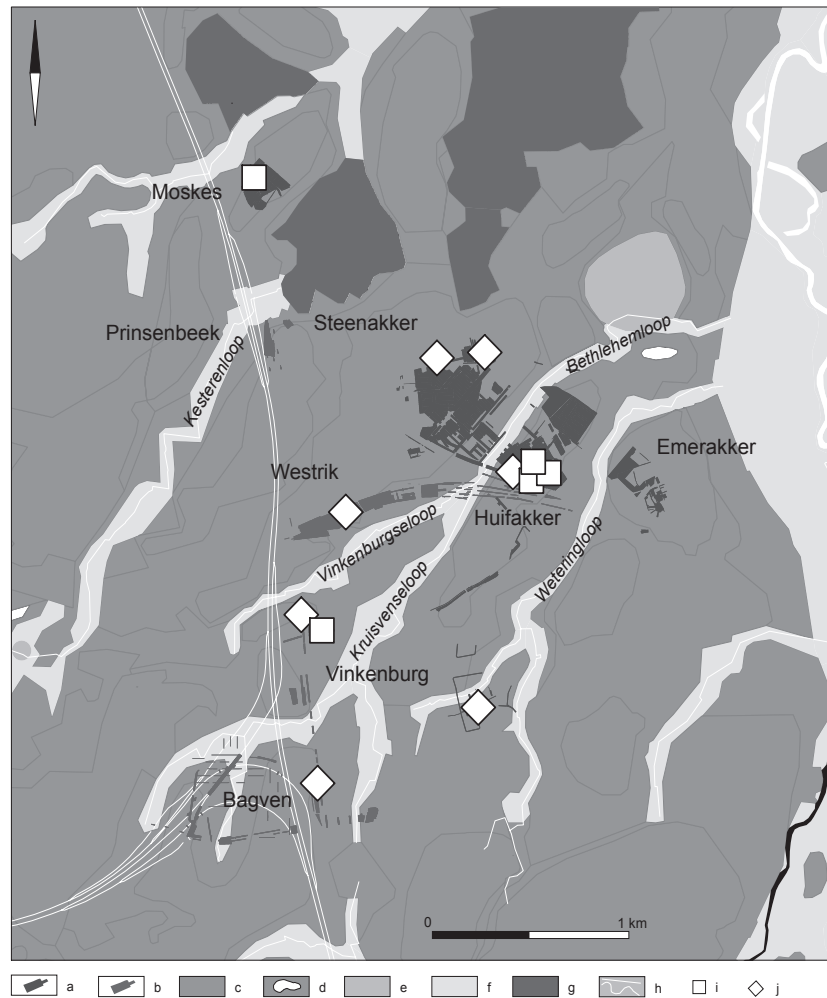 Moskes
Prinsenbeek
Steenakker
Kesterenloop
Bethlehemloop
Westrik
Emerakker
Huifakker
Vinkenburgseloop
Weteringloop
Kruisvenseloop
Vinkenburg
Bagven
0 1 km
a b c d e f g h i j